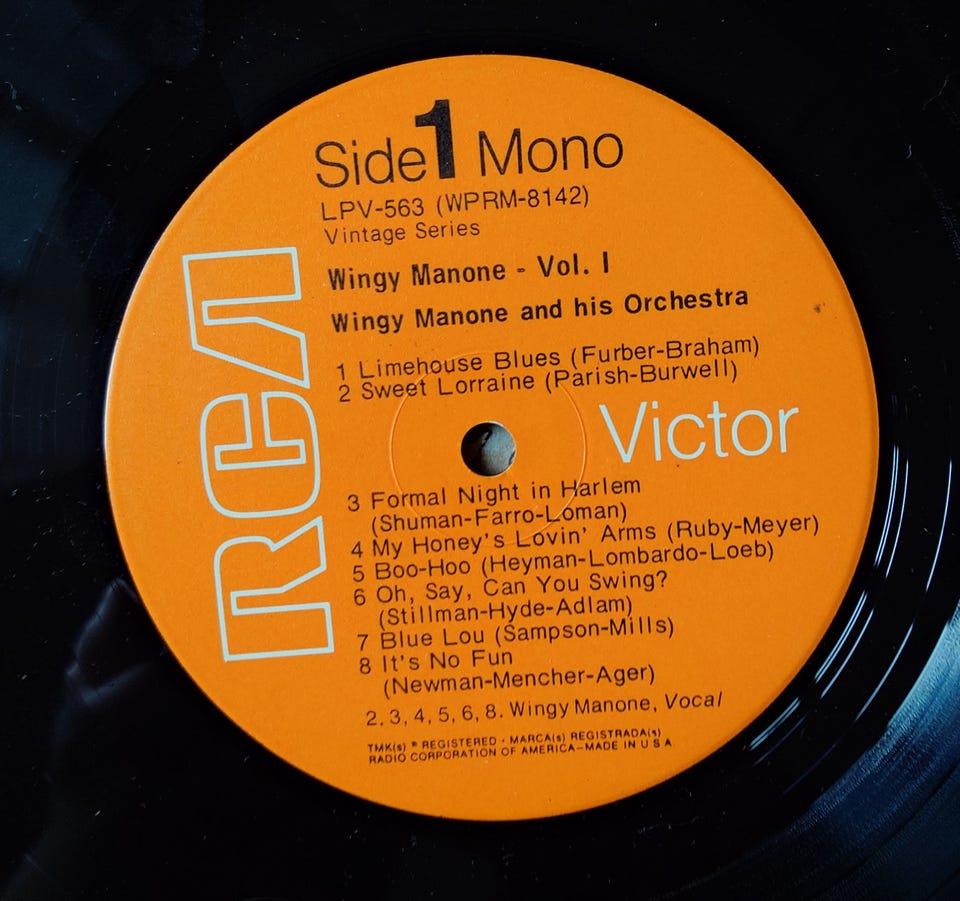 Side 1 Mono
LPV-563 (WPRM-8142)
Vintage Series
Wingy Manone - Vol. I
Wingy Manone and his Orchestra
1 Limehouse Blues (Furber-Braham)
2 Sweet Lorraine (Parish-Burwell)
RCA
Victor
3 Formal Night in Harlem
(Shuman-Farro-Loman)
4 My Honey's Lovin' Arms (Ruby-Meyer)
5 Boo-Hoo (Heyman-Lombardo-Loeb)
6 Oh, Say, Can You Swing?
(Stillman-Hyde-Adlam)
7 Blue Lou (Sampson-Mills)
8 It's No Fun
(Newman-Mencher-Ager)
2. 3, 4, 5, 6, 8. Wingy Manone, Vocal
TMK(s) ® REGISTERED · MARCA(s) REGISTRADA(s)
RADIO CORPORATION OF AMERICA–MADE IN U S A